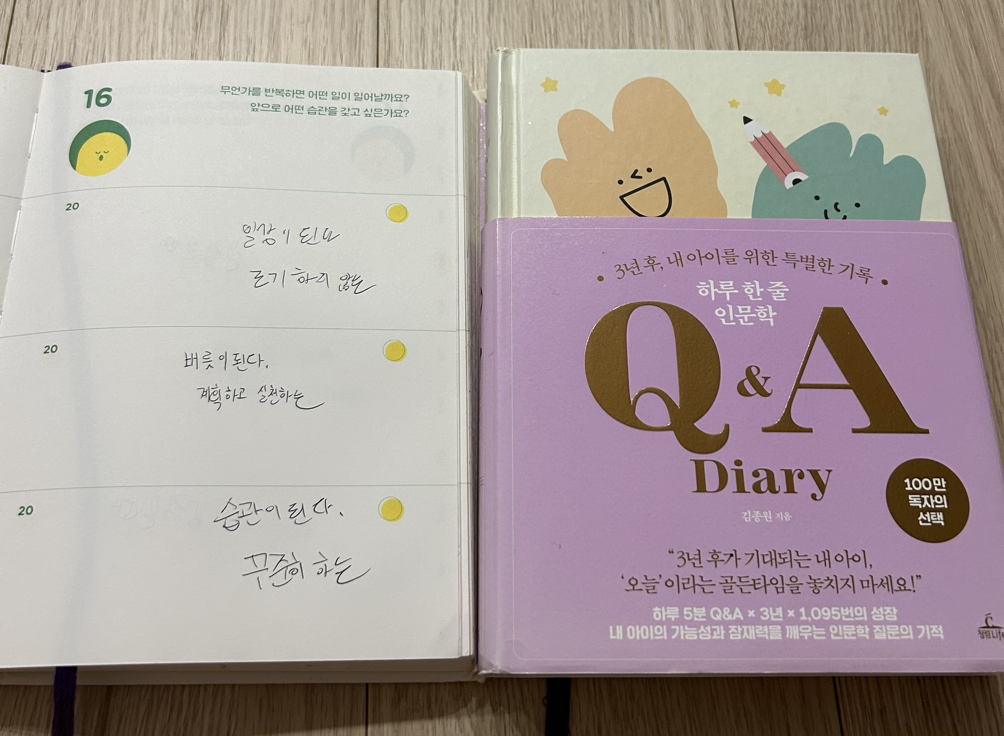 16
무언가를 반복하면 어떤 일이 일어날까요?
앞으로 어떤 습관을 갖고 싶은가요?
20
일상이 된다
포기하지 않는
20
버릇이 된다.
계획하고 실천하는
20
습관이 된다.
꾸준히 하는
3년 후, 내 아이를 위한 특별한 기록
하루 한 줄
인문학
Q & A
Diary
김종원 지음
100만
독자의
선택
“3년 후가 기대되는 내 아이,
‘오늘’이라는 골든타임을 놓치지 마세요!”
하루 5분 Q&A × 3년 × 1,095번의 성장
내 아이의 가능성과 잠재력을 깨우는 인문학 질문의 기적
청림Life